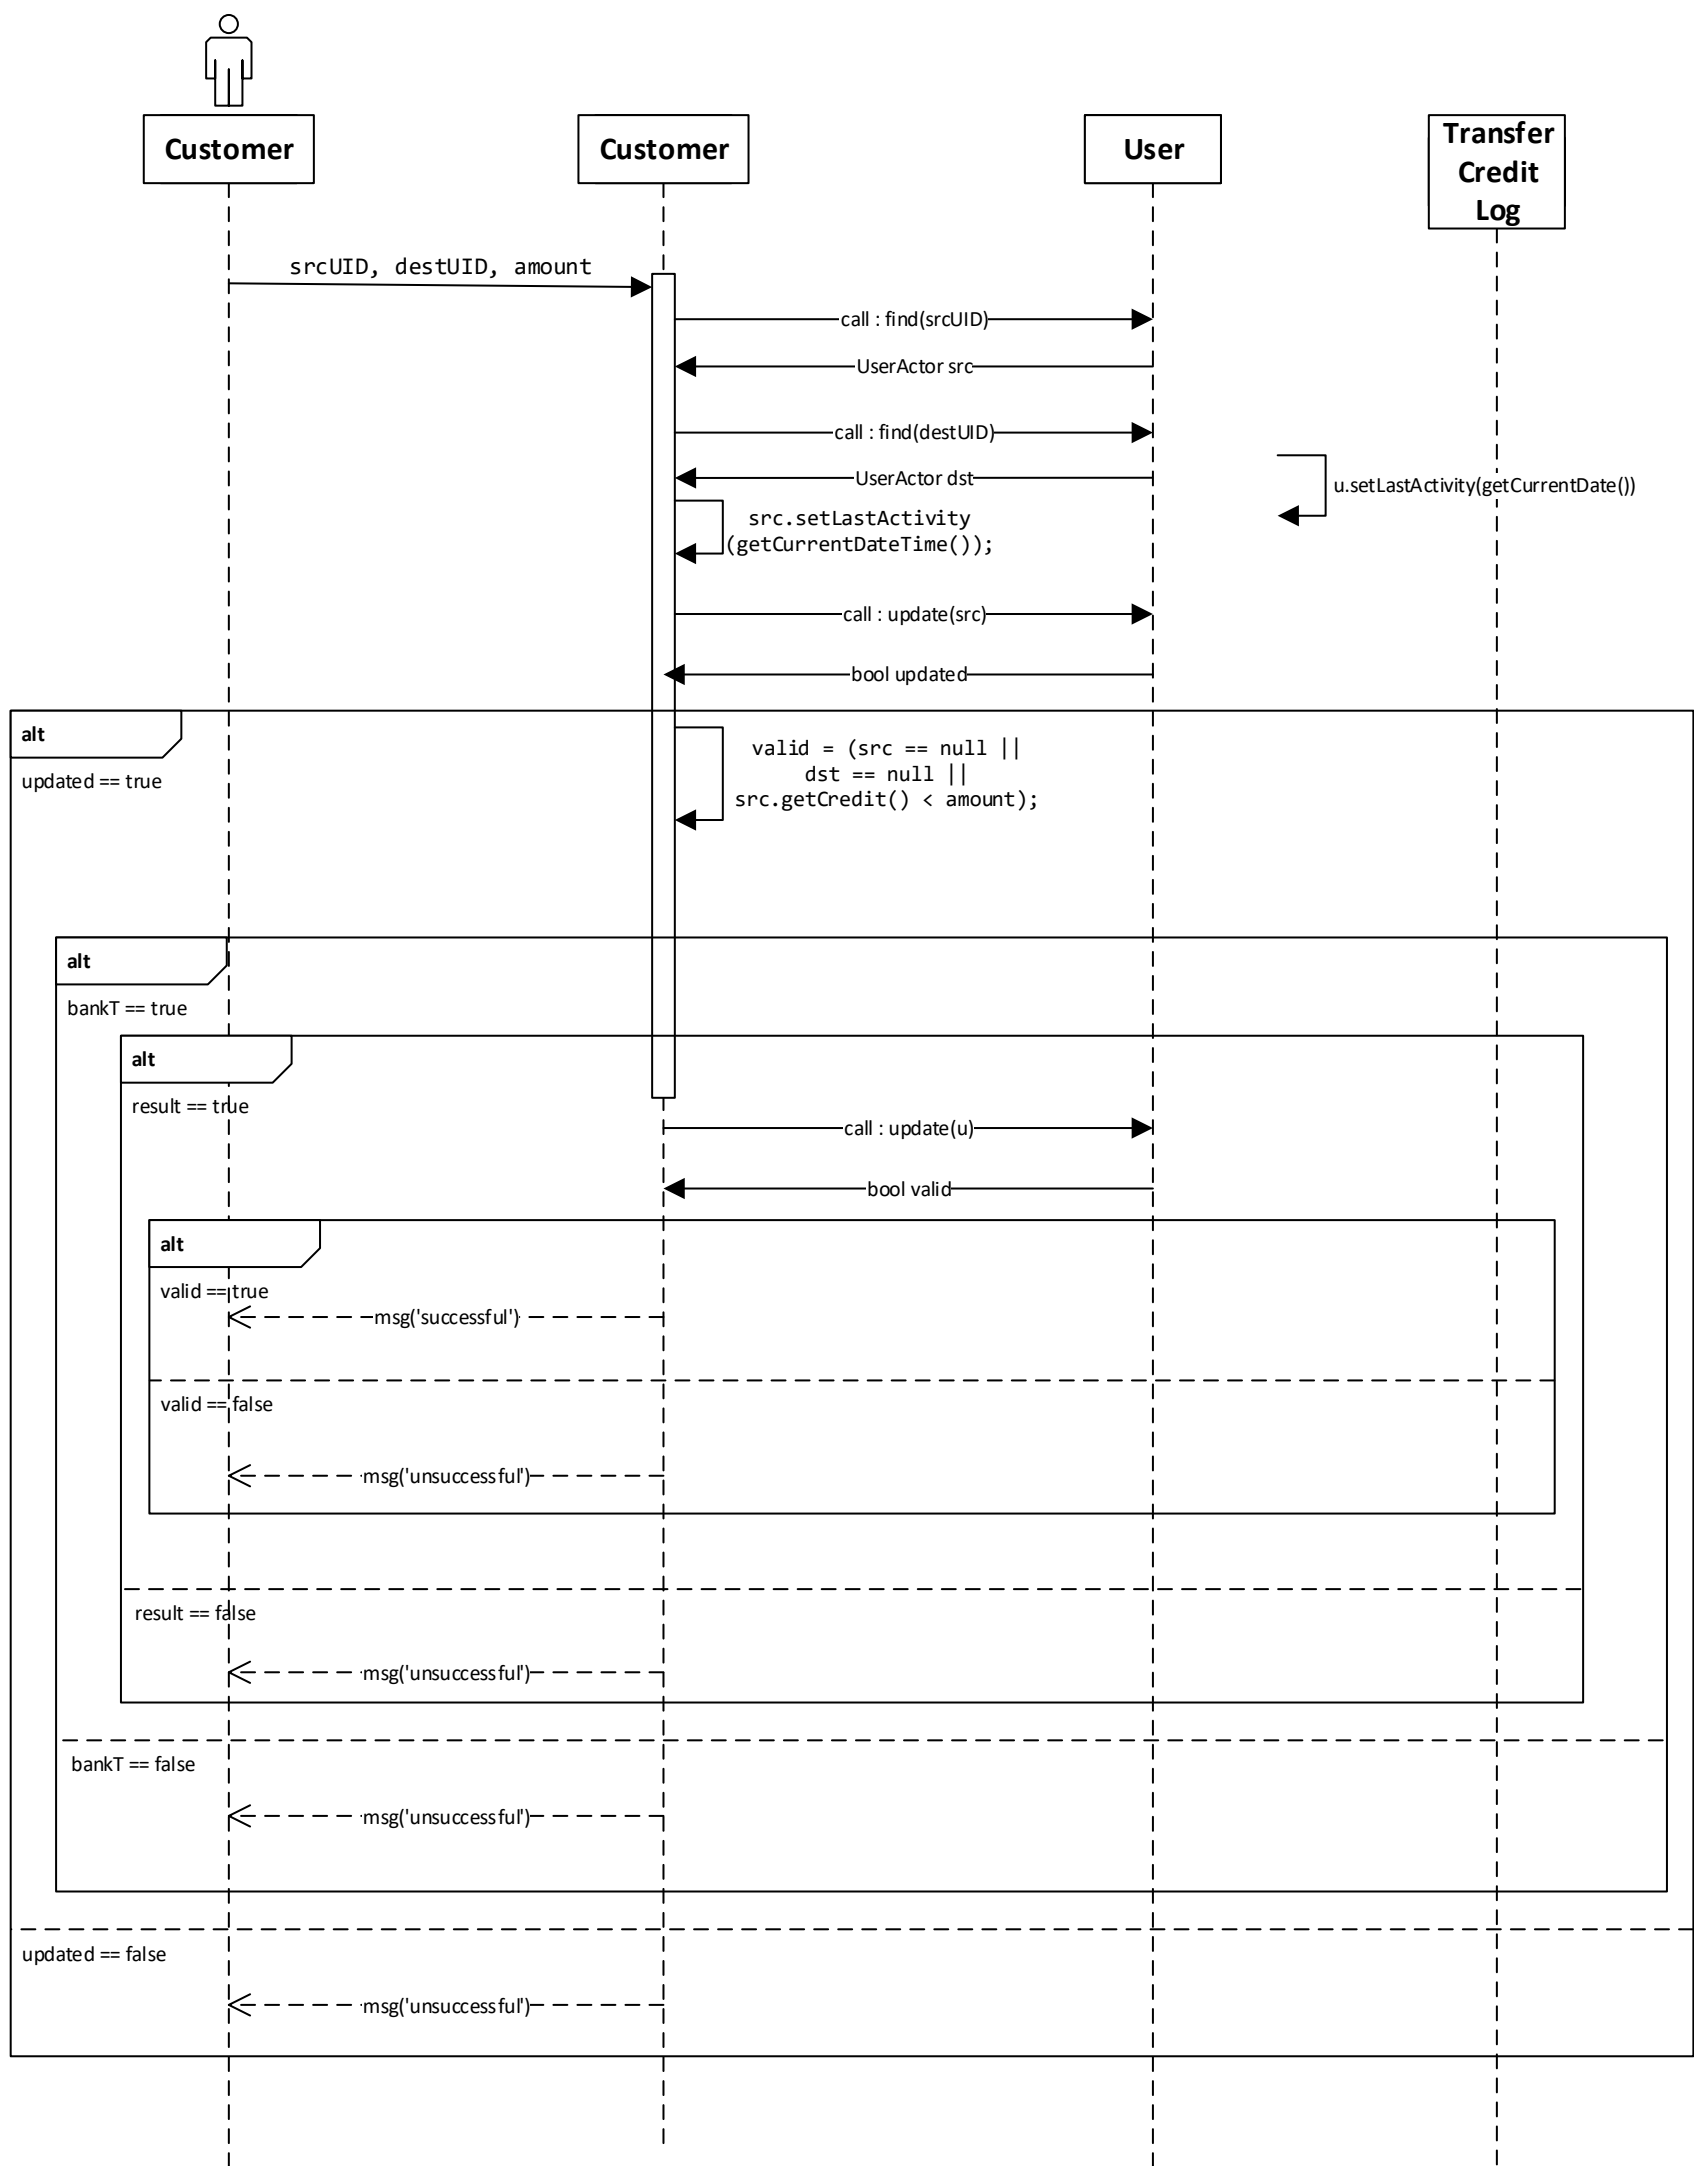 Customer
Customer
User
Transfer
Credit
Log
srcUID, destUID, amount
call : find(srcUID)
UserActor src
call : find(destUID)
UserActor dst
u.setLastActivity(getCurrentDate())
src.setLastActivity
(getCurrentDateTime());
call : update(src)
bool updated
alt
updated == true
valid = (src == null ||
dst == null ||
src.getCredit() < amount);
alt
bankT == true
alt
result == true
call : update(u)
bool valid
alt
valid == true
msg('successful')
valid == false
msg('unsuccessful')
result == false
msg('unsuccessful')
bankT == false
msg('unsuccessful')
updated == false
msg('unsuccessful')